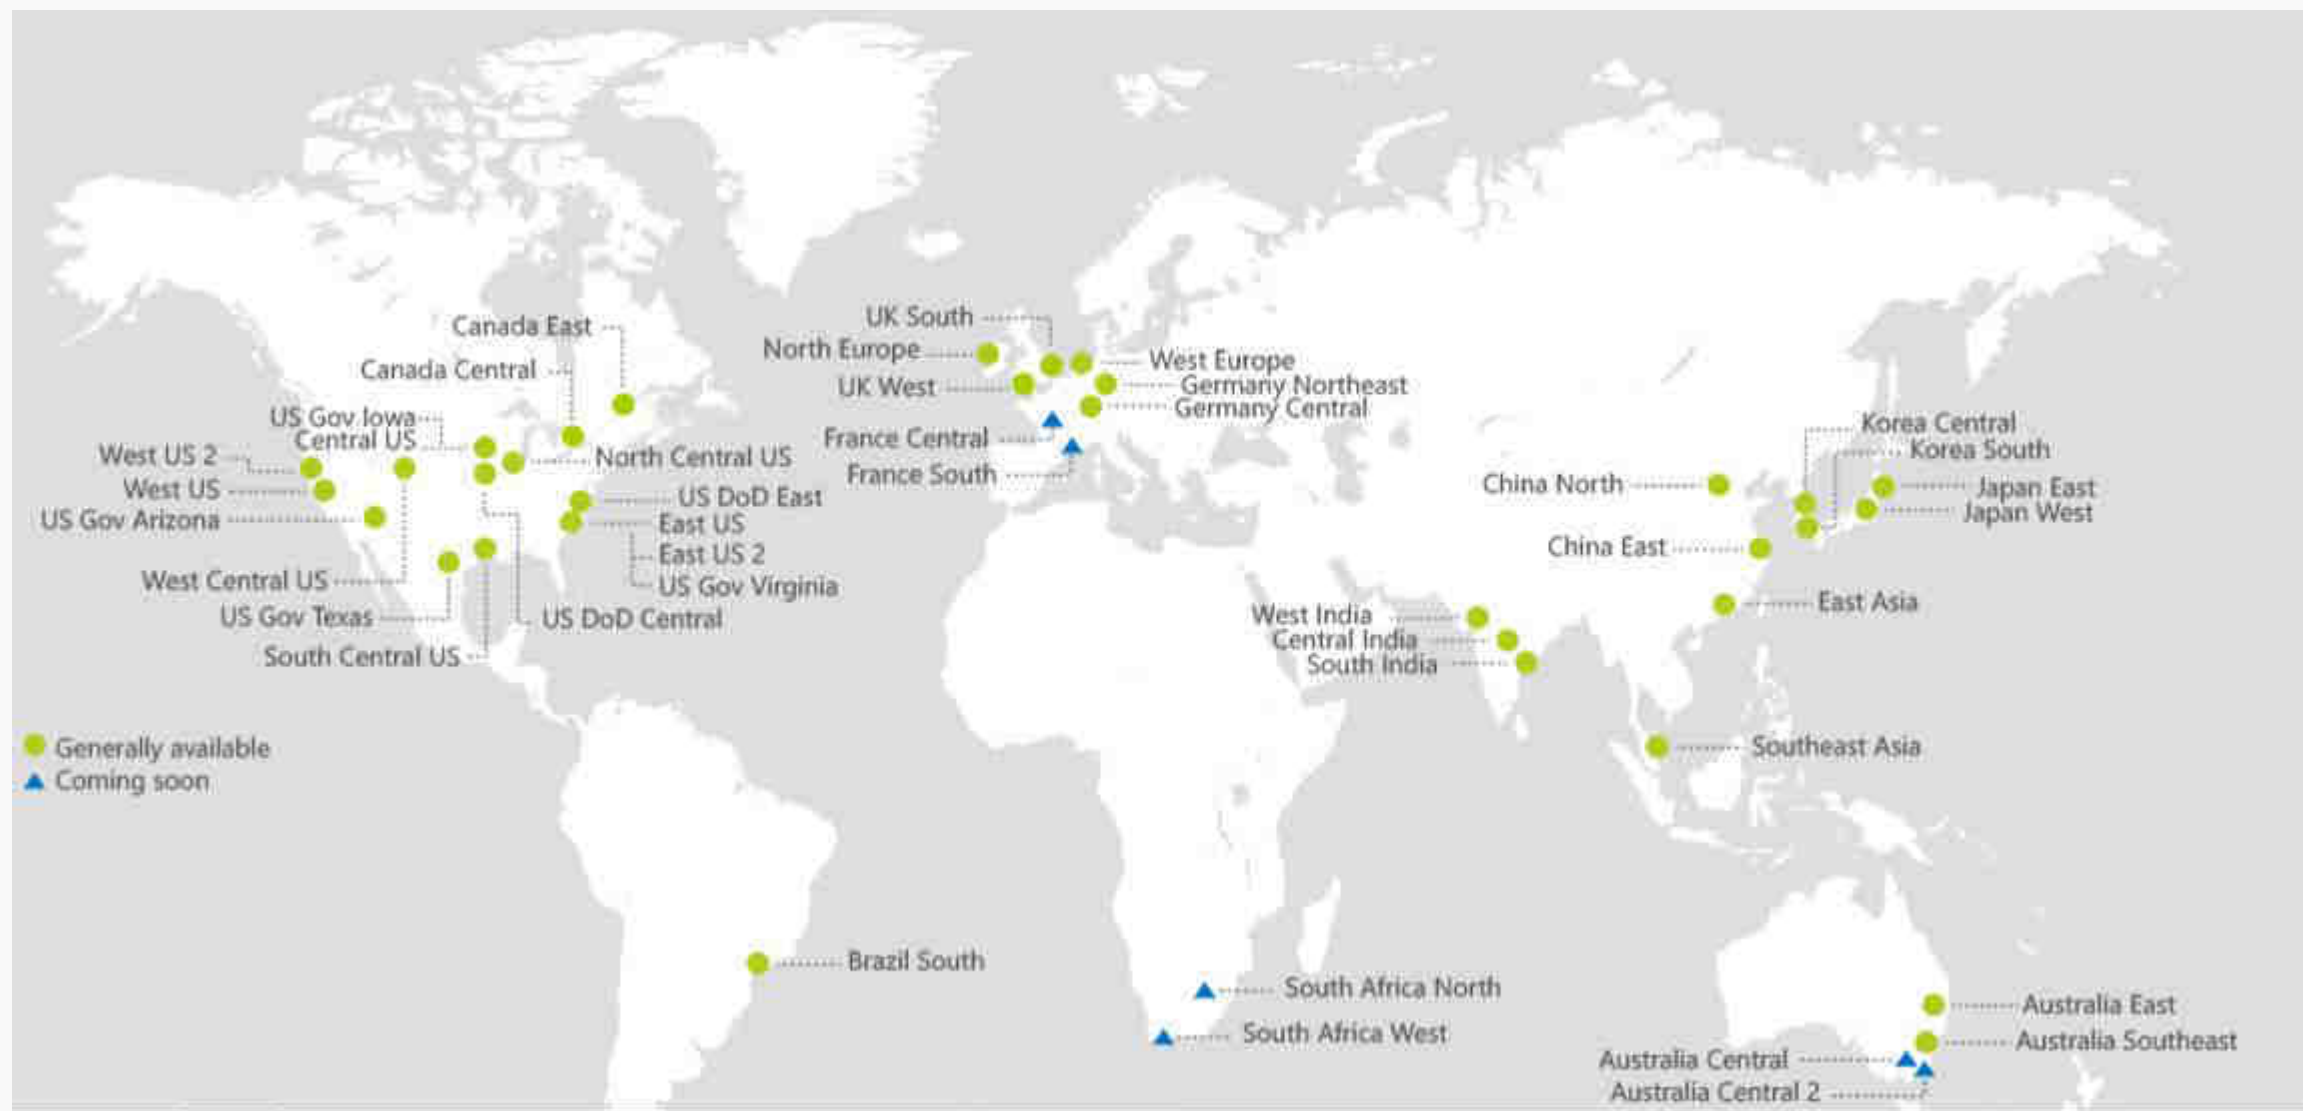 Canada East
Canada Central
US Gov Iowa
Central US
West US 2
West US
US Gov Arizona
North Central US
US DoD East
East US
East US 2
US Gov Virginia
West Central US
US Gov Texas
US DoD Central
South Central US
UK South
North Europe
UK West
West Europe
Germany Northeast
Germany Central
France Central
France South
Korea Central
Korea South
China North
Japan East
Japan West
China East
East Asia
West India
Central India
South India
Southeast Asia
Generally available
Coming soon
Brazil South
South Africa North
South Africa West
Australia East
Australia Southeast
Australia Central
Australia Central 2